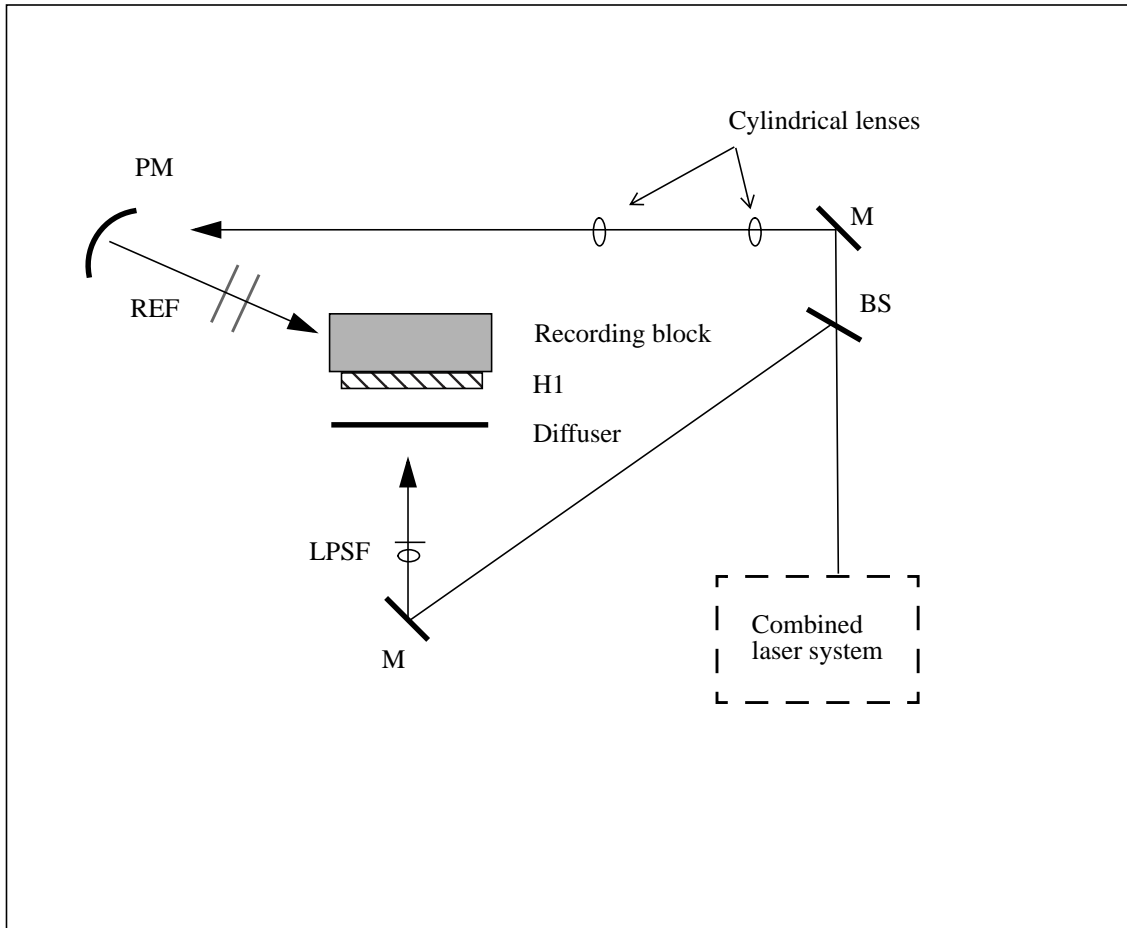 Cylindrical lenses
PM
M
BS
REF
Recording block
H1
Diffuser
LPSF
M
Combined
laser system